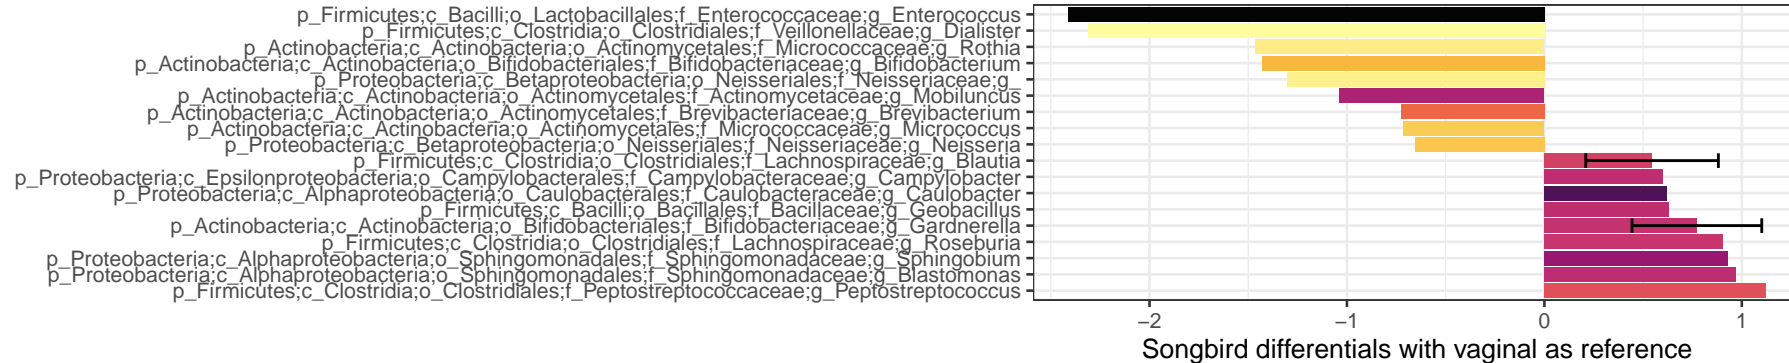 p_Firmicutes;c_Bacilli;o_Lactobacillales;f_Enterococcaceae;g_Enterococcus
p_Firmicutes;c_Clostridia;o_Clostridiales;f_Veillonellaceae;g_Dialister
p_Actinobacteria;c_Actinobacteria;o_Actinomycetales;f_Micrococcaceae;g_Rothia
p_Actinobacteria;c_Actinobacteria;o_Bifidobacteriales;f_Bifidobacteriaceae;g_Bifidobacterium
p_Proteobacteria;c_Betaproteobacteria;o_Neisseriales;f_Neisseriaceae;g_
p_Actinobacteria;c_Actinobacteria;o_Actinomycetales;f_Actinomycetaceae;g_Mobiluncus
p_Actinobacteria;c_Actinobacteria;o_Actinomycetales;f_Brevibacteriaceae;g_Brevibacterium
p_Actinobacteria;c_Actinobacteria;o_Actinomycetales;f_Micrococcaceae;g_Micrococcus
p_Proteobacteria;c_Betaproteobacteria;o_Neisseriales;f_Neisseriaceae;g_Neisseria
p_Firmicutes;c_Clostridia;o_Clostridiales;f_Lachnospiraceae;g_Blautia
p_Proteobacteria;c_Epsilonproteobacteria;o_Campylobacterales;f_Campylobacteraceae;g_Campylobacter
p_Proteobacteria;c_Alphaproteobacteria;o_Caulobacterales;f_Caulobacteraceae;g_Caulobacter
p_Firmicutes;c_Bacilli;o_Bacillales;f_Bacillaceae;g_Geobacillus
p_Actinobacteria;c_Actinobacteria;o_Bifidobacteriales;f_Bifidobacteriaceae;g_Gardnerella
p_Firmicutes;c_Clostridia;o_Clostridiales;f_Lachnospiraceae;g_Roseburia
p_Proteobacteria;c_Alphaproteobacteria;o_Sphingomonadales;f_Sphingomonadaceae;g_Sphingobium
p_Proteobacteria;c_Alphaproteobacteria;o_Sphingomonadales;f_Sphingomonadaceae;g_Blastomonas
p_Firmicutes;c_Clostridia;o_Clostridiales;f_Peptostreptococcaceae;g_Peptostreptococcus
−2 −1 0 1
Songbird differentials with vaginal as reference